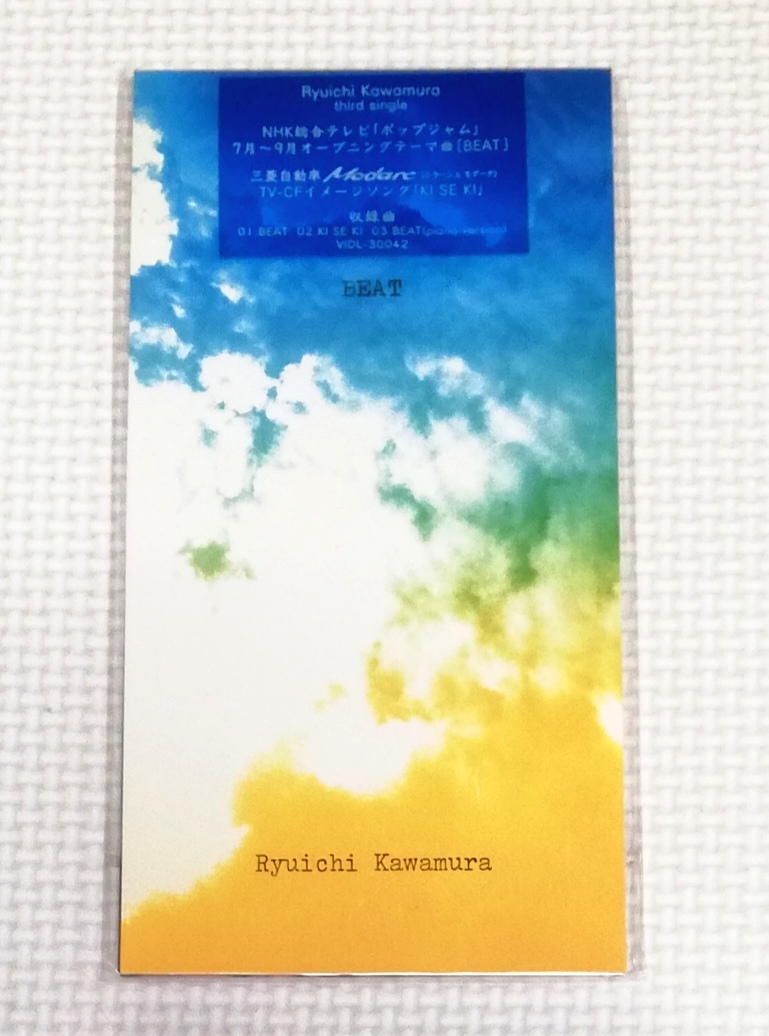 Ryuichi Kawamura
third single
NHK総合テレビ「ポップジャム」
7月〜9月オープニングテーマ曲[BEAT]
三菱自動車 Modarc
TV-CFイメージソング「KI SE KI」
収録曲
01 BEAT 02 KI SE KI 03 BEAT(piano version)
VIDL-30042
BEAT
Ryuichi Kawamura